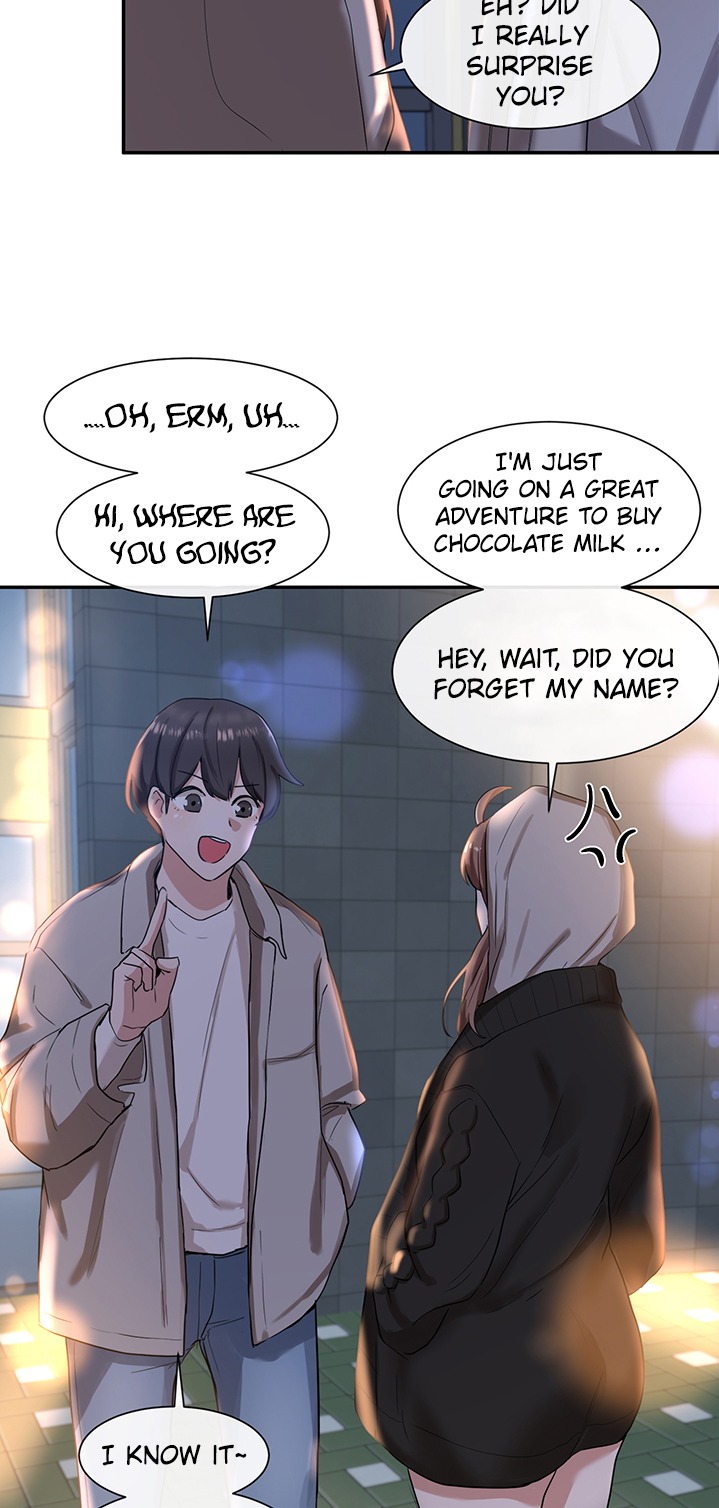 EH? DID
I REALLY
SURPRISE
YOU?
.....OH, ERM, UH...
HI, WHERE ARE
YOU GOING?
I'M JUST
GOING ON A GREAT
ADVENTURE TO BUY
CHOCOLATE MILK ...
HEY, WAIT, DID YOU
FORGET MY NAME?
I KNOW IT~